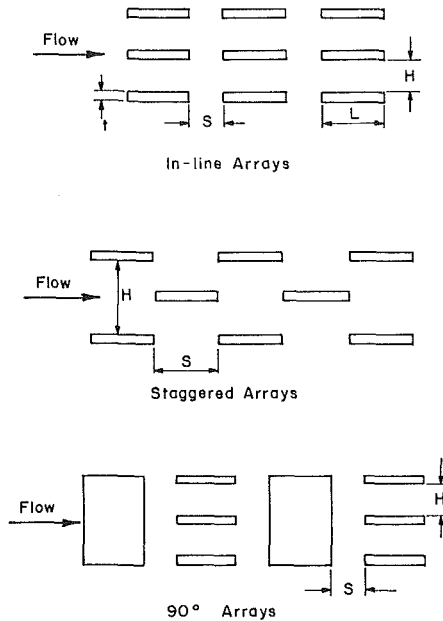 Flow
H
t
S
L
In-line Arrays
Flow
H
S
Staggered Arrays
Flow
H
S
90° Arrays